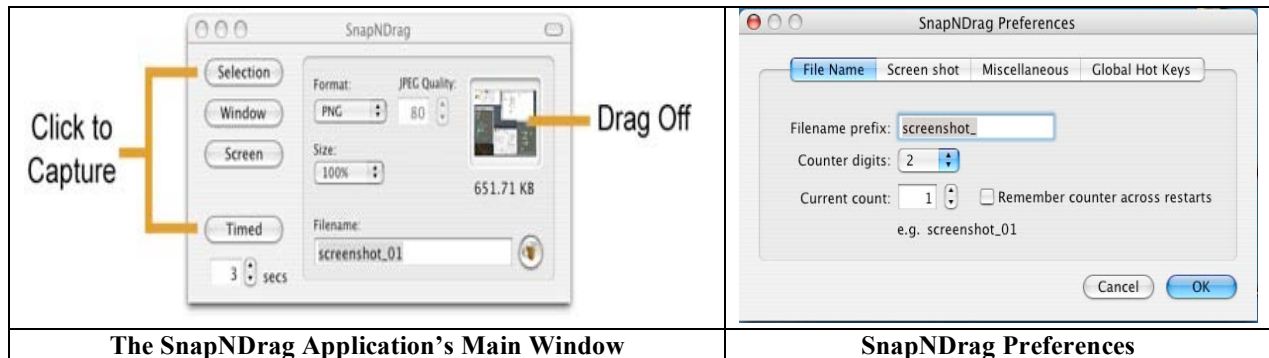 SnapNDrag
Click to
Capture
Selection
Window
Screen
Timed
3 secs
Format:
JPEG Quality:
PNG
80
Size:
100%
651.71 KB
Filename:
screenshot_01
Drag Off
The SnapNDrag Application's Main Window
SnapNDrag Preferences
File Name Screen shot Miscellaneous Global Hot Keys
Filename prefix: screenshot_
Counter digits: 2
Current count: 1 Remember counter across restarts
e.g. screenshot_01
Cancel OK
SnapNDrag Preferences